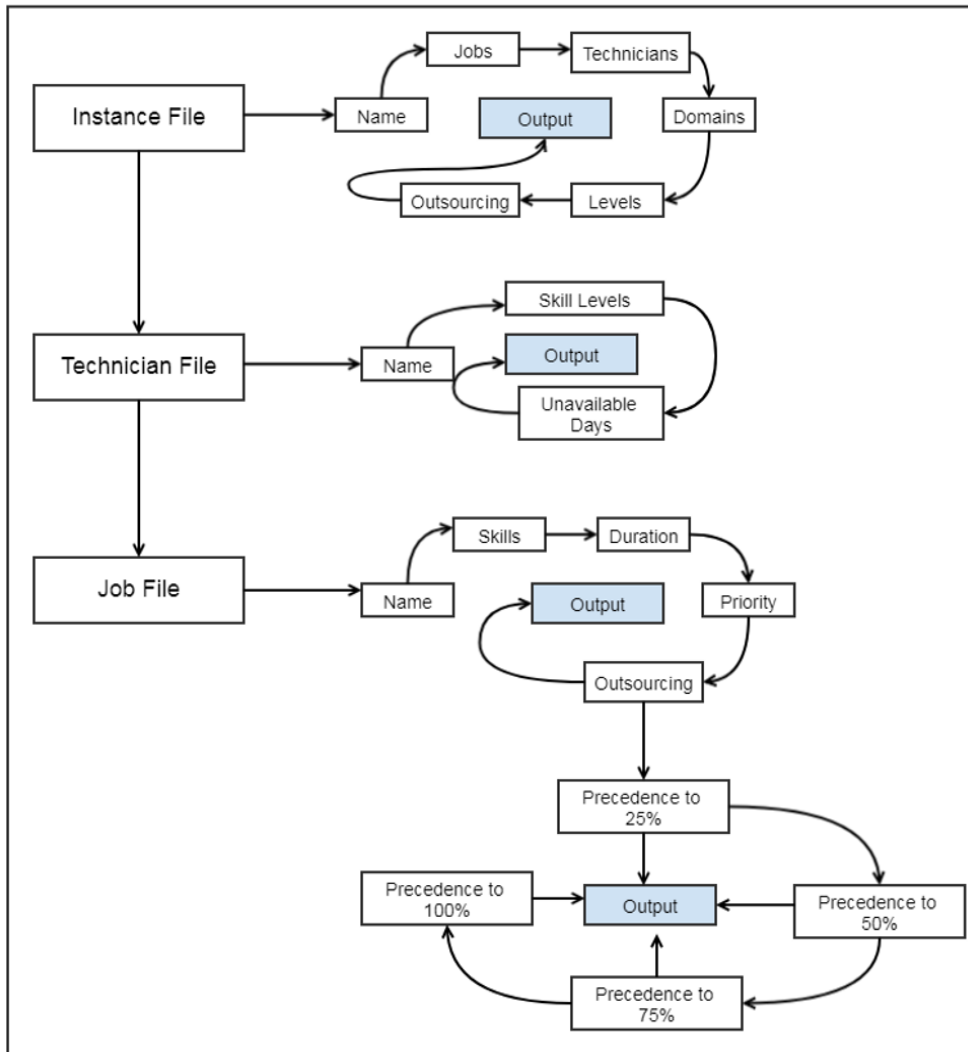 Jobs
Technicians
Instance File
Name
Output
Domains
Outsourcing
Levels
Skill Levels
Technician File
Name
Output
Unavailable
Days
Skills
Duration
Job File
Name
Output
Priority
Outsourcing
Precedence to
25%
Precedence to
100%
Output
Precedence to
50%
Precedence to
75%